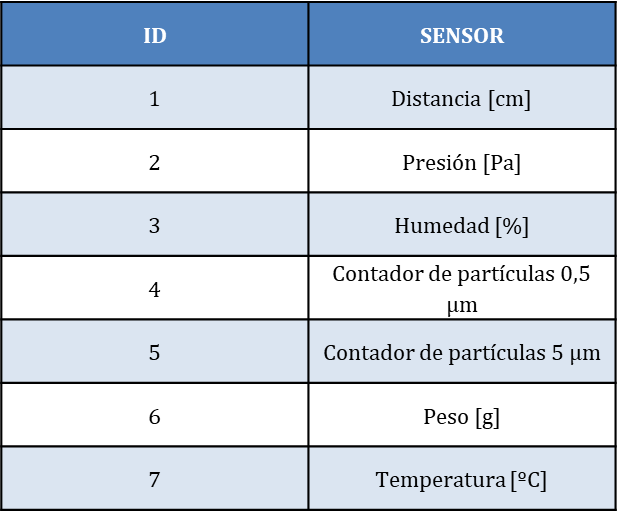 ID SENSOR
1 Distancia [cm]
2 Presión [Pa]
3 Humedad [%]
4 Contador de partículas 0,5
μm
5 Contador de partículas 5 μm
6 Peso [g]
7 Temperatura [ºC]